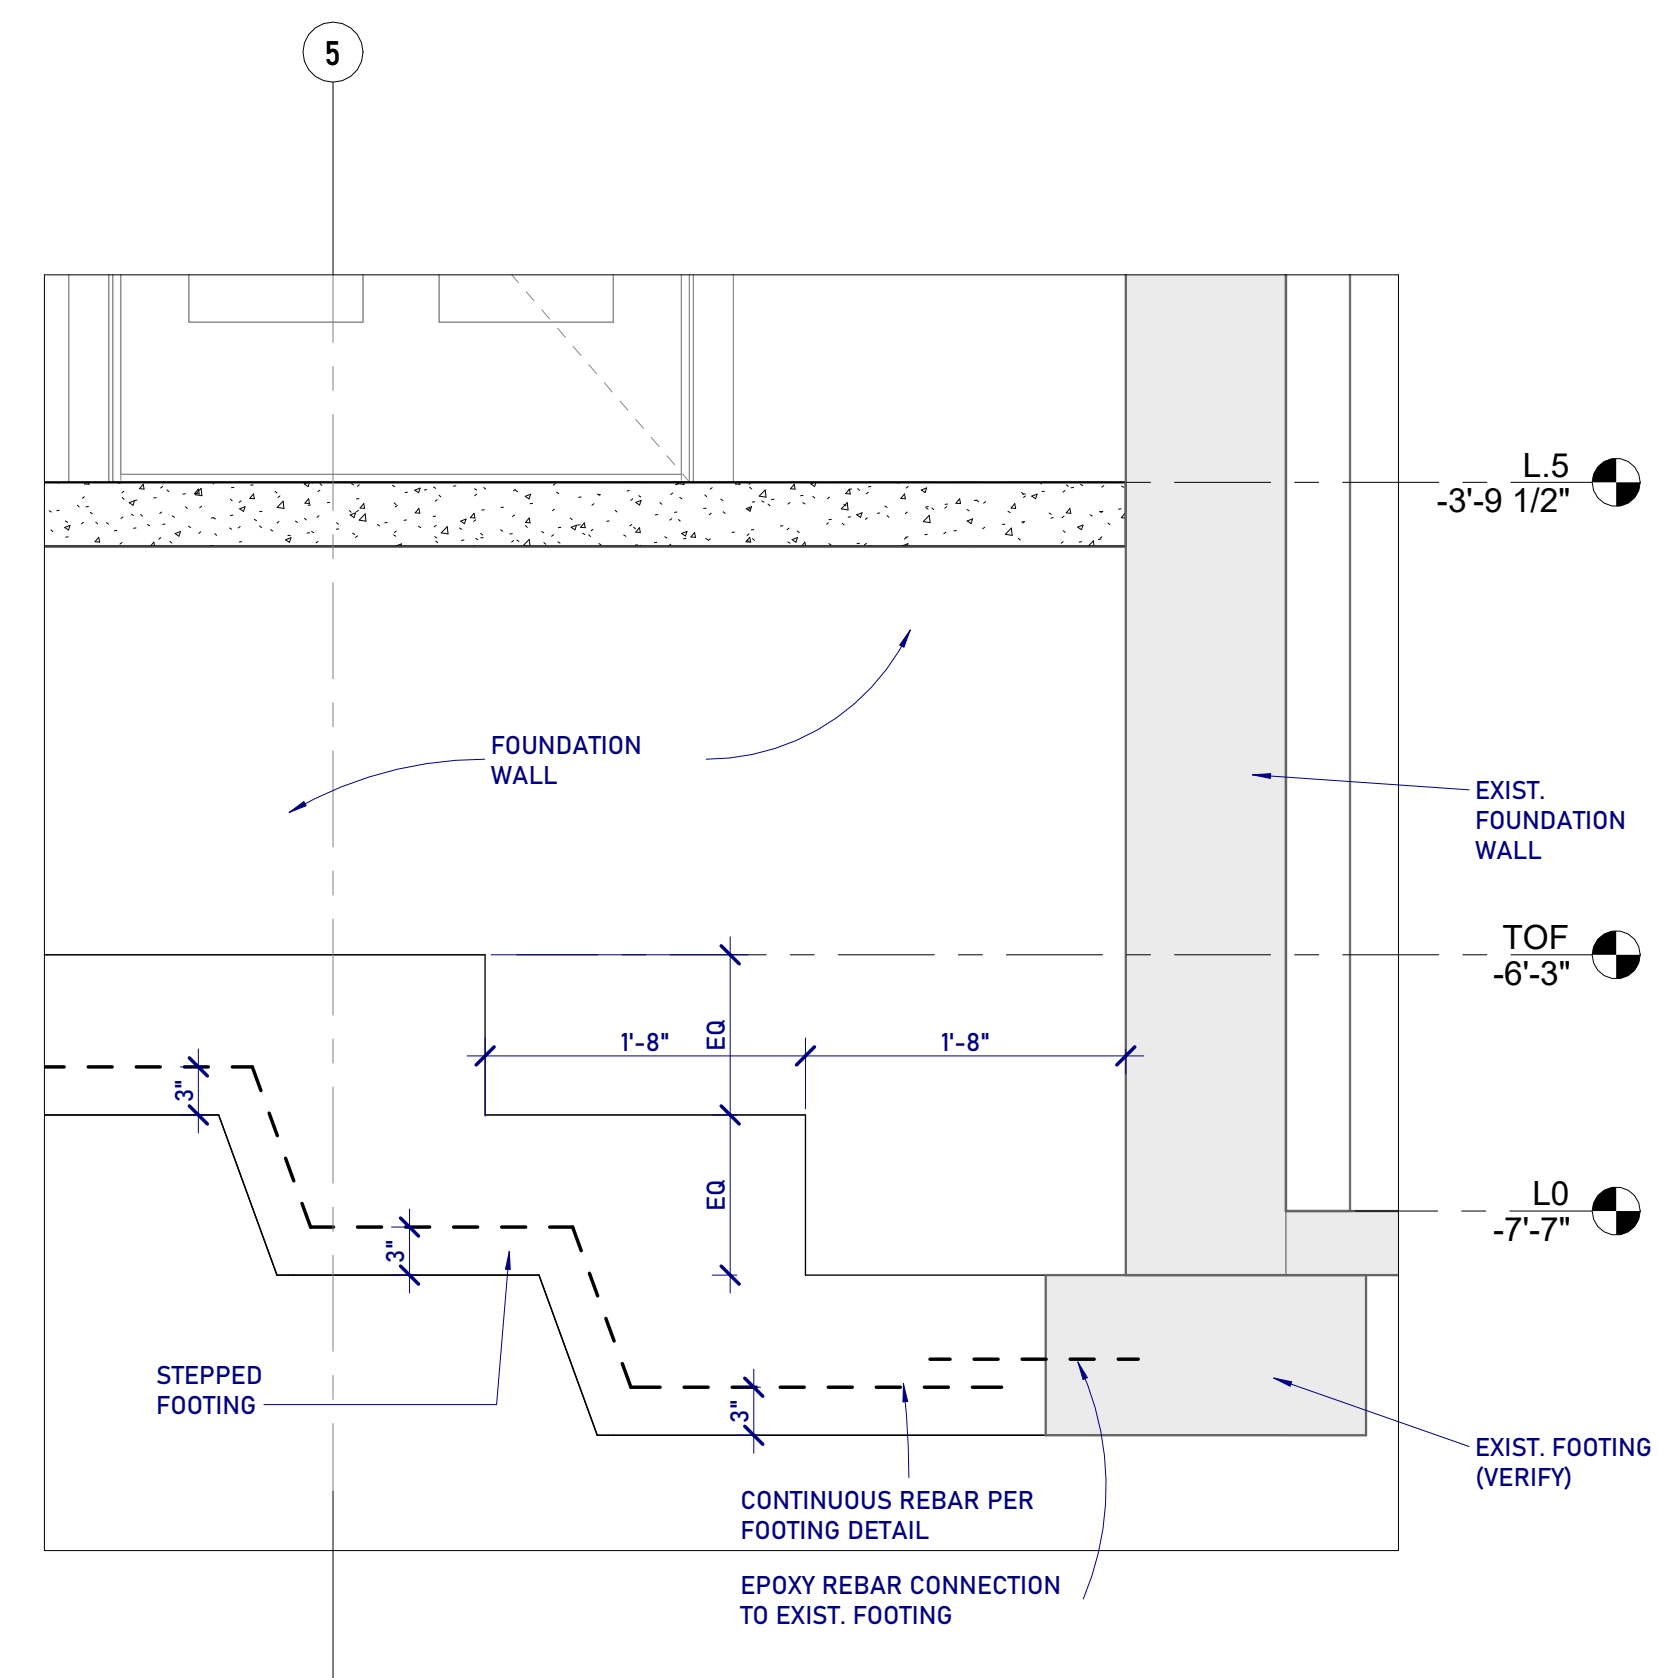 5
L.5
-3'-9 1/2"
FOUNDATION
WALL
EXIST.
FOUNDATION
WALL
TOF
-6'-3"
1'-8"
EQ
1'-8"
3"
EQ
L0
-7'-7"
3"
STEPPED
FOOTING
3"
EXIST. FOOTING
(VERIFY)
CONTINUOUS REBAR PER
FOOTING DETAIL
EPOXY REBAR CONNECTION
TO EXIST. FOOTING